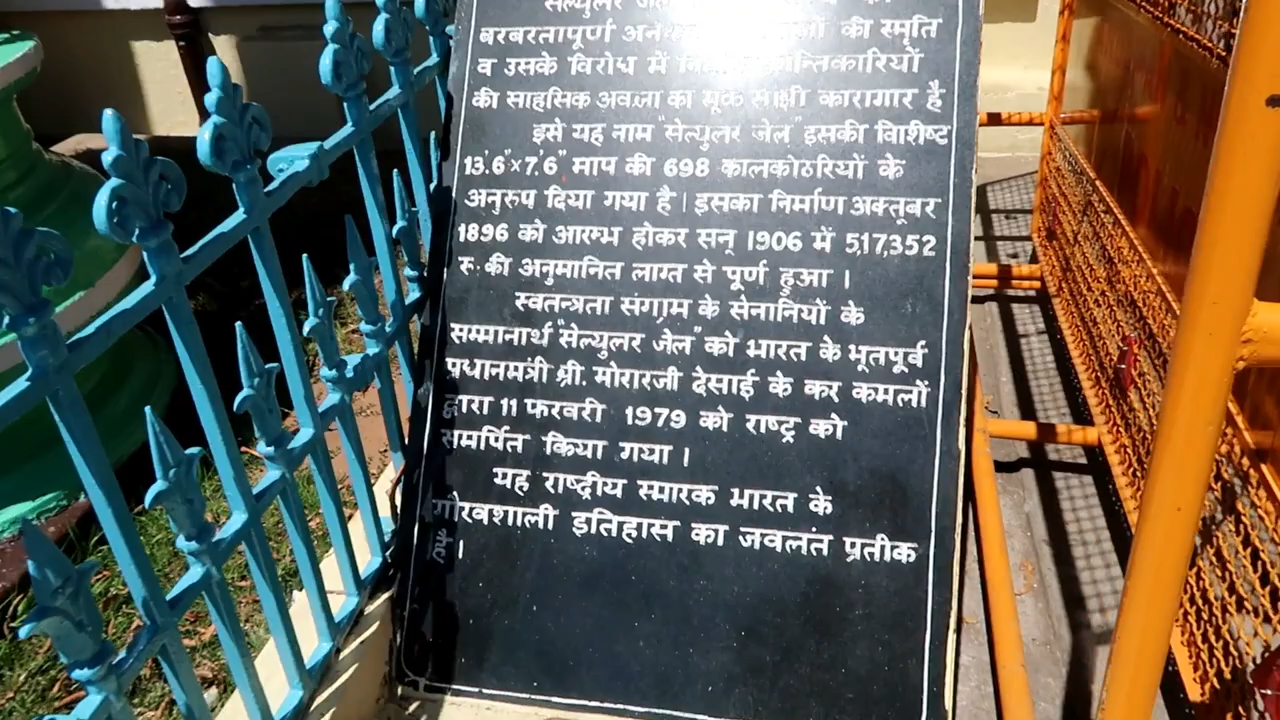 सेल्युलर जेल
बरबरतापूर्ण की स्मृति
व उसके विरोध में
की साहसिक अवज्ञा का मूक साक्षी कारागार है
इसे यह नाम "सेल्युलर जेल" इसकी विशिष्ट
13'.6"×7'.6" माप की 698 कालकोठरियों के
अनुरुप दिया गया है । इसका निर्माण अक्तूबर
1896 को आरम्भ होकर सन् 1906 में 5,17,352
रु. की अनुमानित लागत से पूर्ण हुआ ।
स्वतन्त्रता संग्राम के सेनानियों के
सम्मानार्थ "सेल्युलर जेल" को भारत के भूतपूर्व
प्रधानमंत्री श्री. मोरारजी देसाई के कर कमलों
द्वारा 11 फरवरी 1979 को राष्ट्र को
समर्पित किया गया ।
यह राष्ट्रीय स्मारक भारत के
गौरवशाली इतिहास का जवलंत प्रतीक
है ।